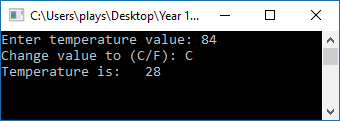 C:\Users\plays\Desktop\Year 1...
Enter temperature value: 84
Change value to (C/F): C
Temperature is:   28